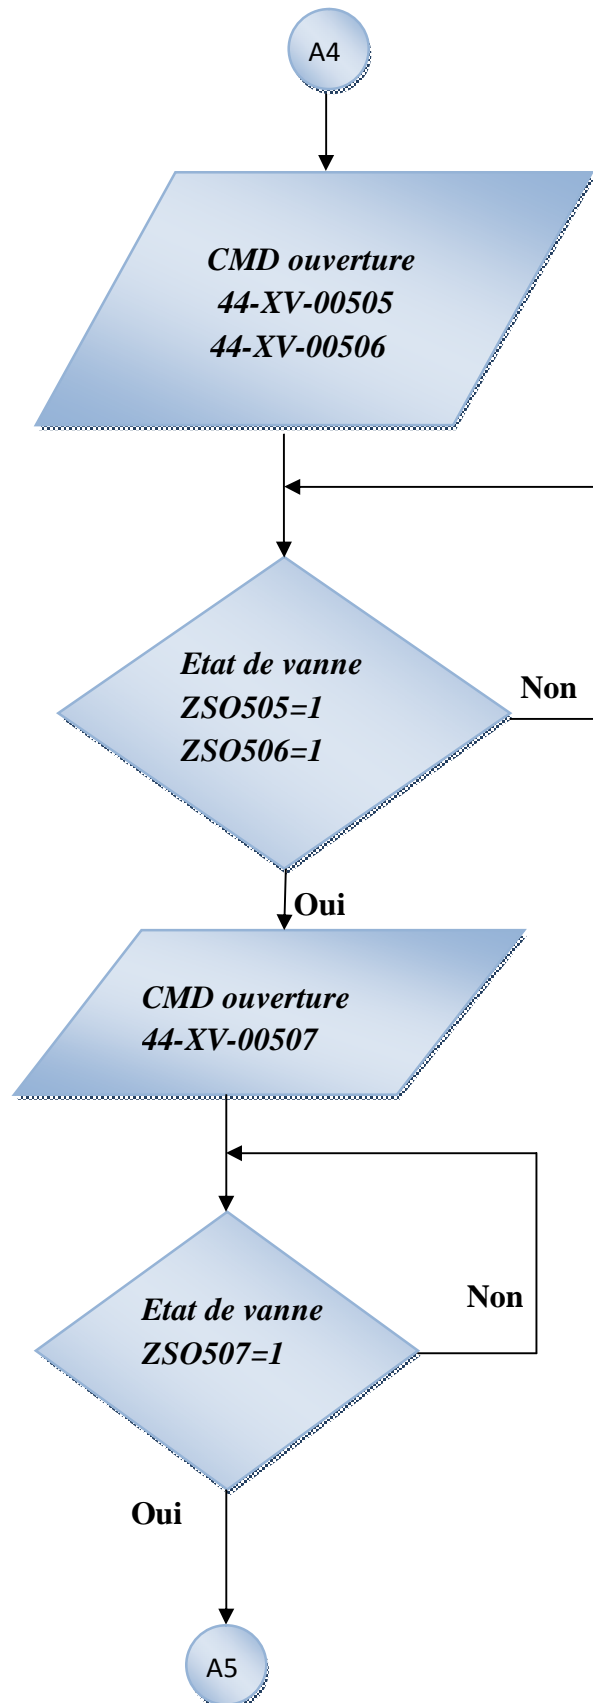 A4
CMD ouverture
44-XV-00505
44-XV-00506
Etat de vanne
ZSO505=1
ZSO506=1
Non
Oui
CMD ouverture
44-XV-00507
Etat de vanne
ZSO507=1
Non
Oui
A5